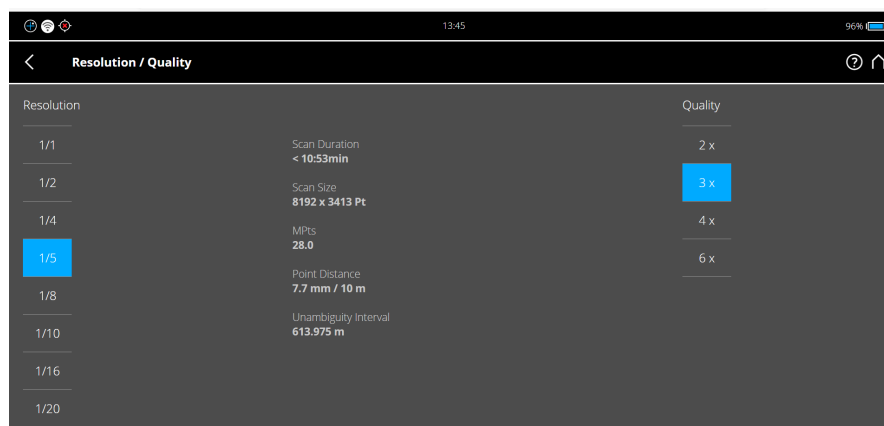 13:45
96%
Resolution / Quality
Resolution
1/1
1/2
1/4
1/5
1/8
1/10
1/16
1/20
Scan Duration
< 10:53min
Scan Size
8192 x 3413 Pt
MPts
28.0
Point Distance
7.7 mm / 10 m
Unambiguity Interval
613.975 m
Quality
2 x
3 x
4 x
6 x